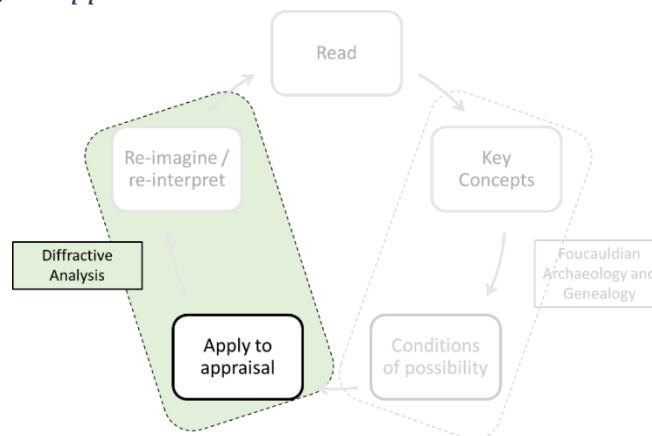 Read
Re-imagine /
re-interpret
Key
Concepts
Diffractive
Analysis
Foucauldian
Archaeology and
Genealogy
Apply to
appraisal
Conditions
of possibility